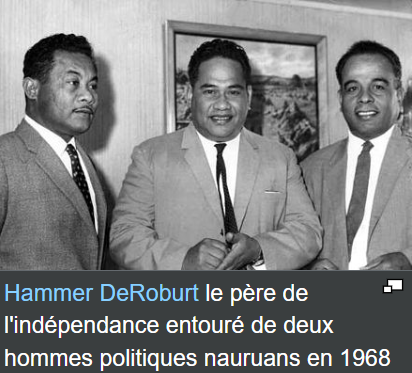 Hammer DeRoburt le père de
l'indépendance entouré de deux
hommes politiques nauruans en 1968